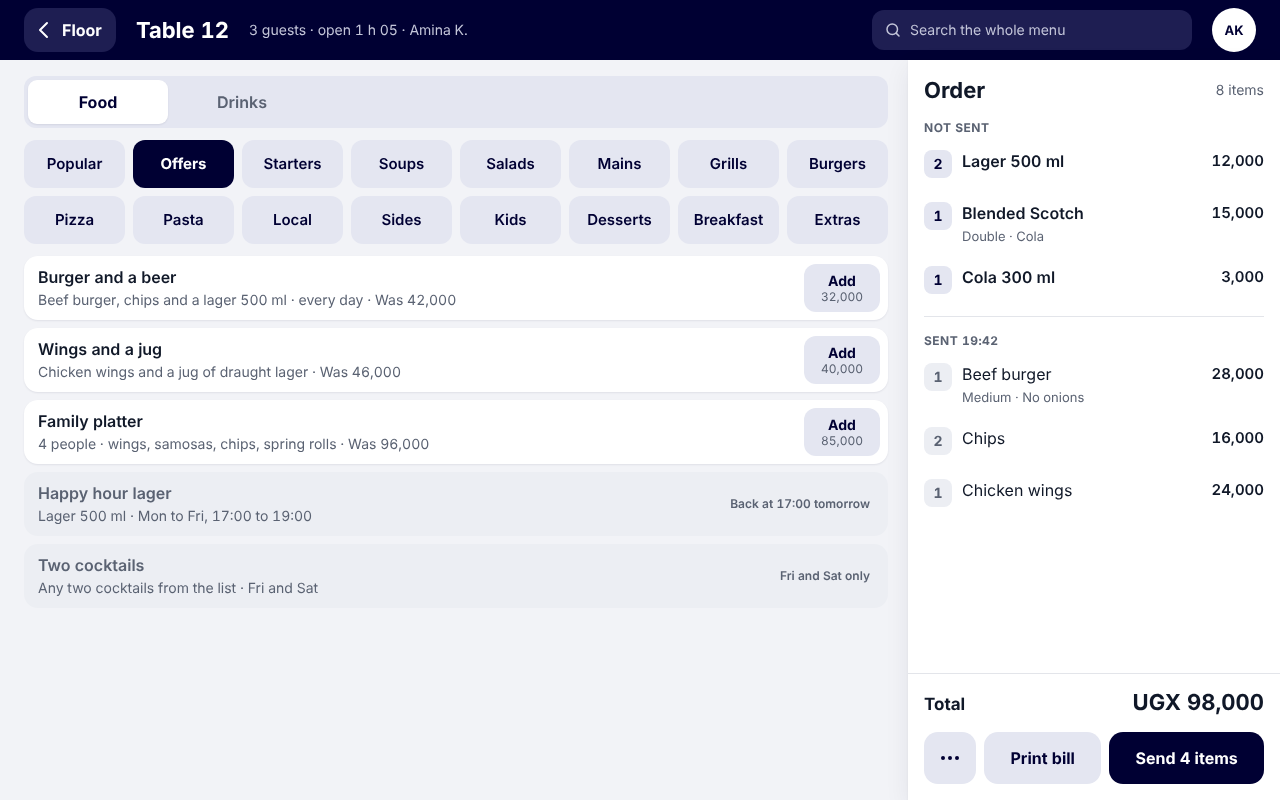 Floor
Table 12
3 guests · open 1 h 05 · Amina K.
Search the whole menu
AK
Food
Drinks
Popular
Offers
Starters
Soups
Salads
Mains
Grills
Burgers
Pizza
Pasta
Local
Sides
Kids
Desserts
Breakfast
Extras
Burger and a beer
Beef burger, chips and a lager 500 ml · every day · Was 42,000
Add
32,000
Wings and a jug
Chicken wings and a jug of draught lager · Was 46,000
Add
40,000
Family platter
4 people · wings, samosas, chips, spring rolls · Was 96,000
Add
85,000
Happy hour lager
Lager 500 ml · Mon to Fri, 17:00 to 19:00
Back at 17:00 tomorrow
Two cocktails
Any two cocktails from the list · Fri and Sat
Fri and Sat only
Order
8 items
NOT SENT
2 Lager 500 ml 12,000
1 Blended Scotch 15,000
Double · Cola
1 Cola 300 ml 3,000
SENT 19:42
1 Beef burger 28,000
Medium · No onions
2 Chips 16,000
1 Chicken wings 24,000
Total UGX 98,000
Print bill
Send 4 items